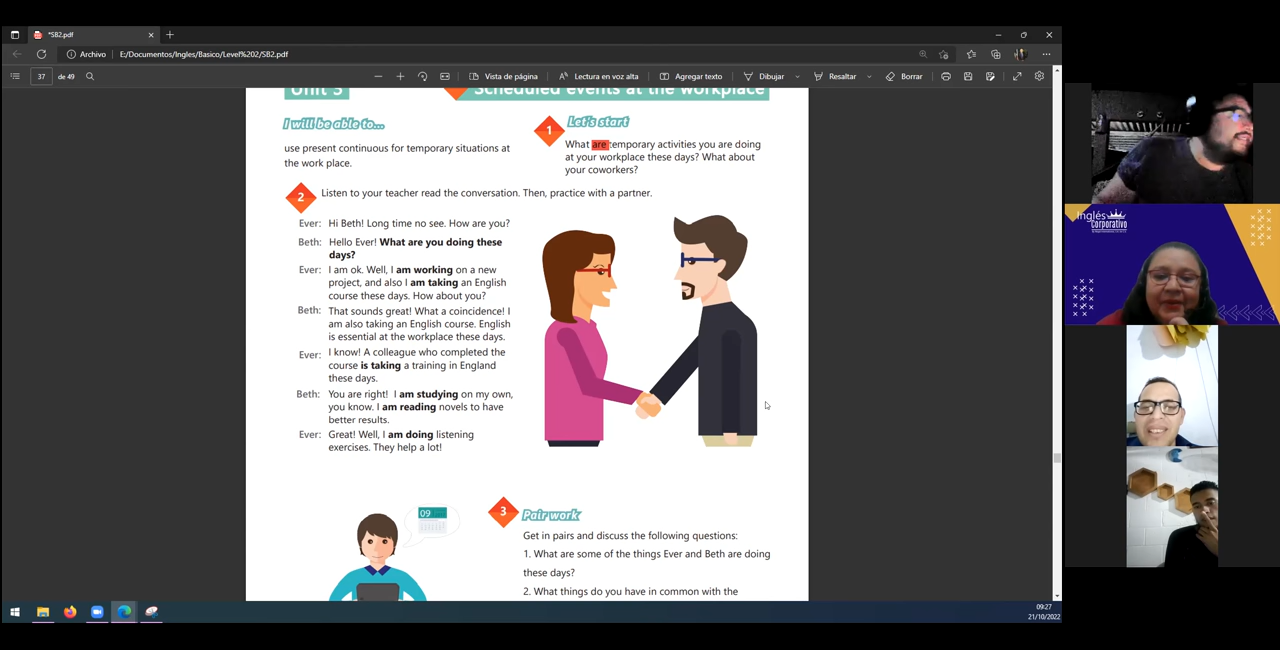 *SB2.pdf
Archivo E:/Documentos/Ingles/Basico/Level%202/SB2.pdf
37 de 49 Vista de página Lectura en voz alta Agregar texto Dibujar Resaltar Borrar
Unit 5 Scheduled events at the workplace
I will be able to...
use present continuous for temporary situations at
the work place.
1 Let's start
What are temporary activities you are doing
at your workplace these days? What about
your coworkers?
2 Listen to your teacher read the conversation. Then, practice with a partner.
Ever: Hi Beth! Long time no see. How are you?
Beth: Hello Ever! What are you doing these
days?
Ever: I am ok. Well, I am working on a new
project, and also I am taking an English
course these days. How about you?
Beth: That sounds great! What a coincidence! I
am also taking an English course. English
is essential at the workplace these days.
Ever: I know! A colleague who completed the
course is taking a training in England
these days.
Beth: You are right! I am studying on my own,
you know. I am reading novels to have
better results.
Ever: Great! Well, I am doing listening
exercises. They help a lot!
09
3 Pair work
Get in pairs and discuss the following questions:
1. What are some of the things Ever and Beth are doing
these days?
2. What things do you have in common with the
Inglés
Corporativo
09:27
21/10/2022